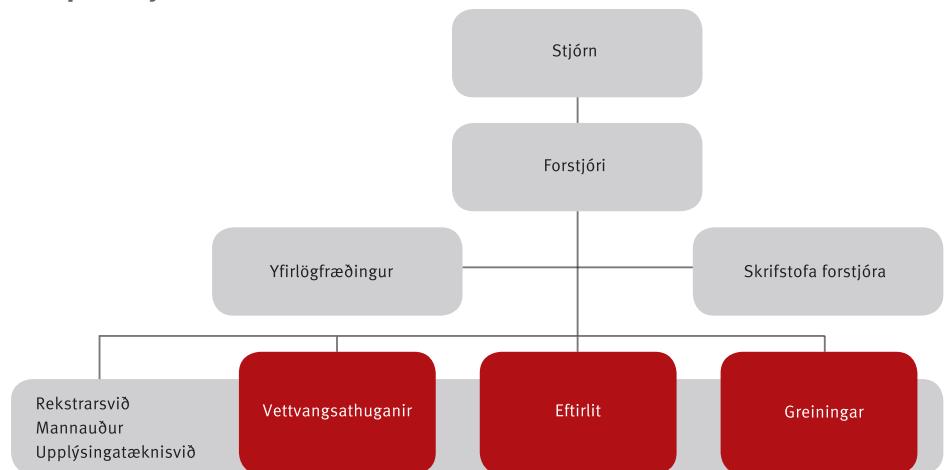 Stjórn
Forstjóri
Yfirlögfræðingur
Skrifstofa forstjóra
Rekstrarsvið
Mannauður
Upplýsingatæknisvið
Vettvangsathuganir
Eftirlit
Greiningar